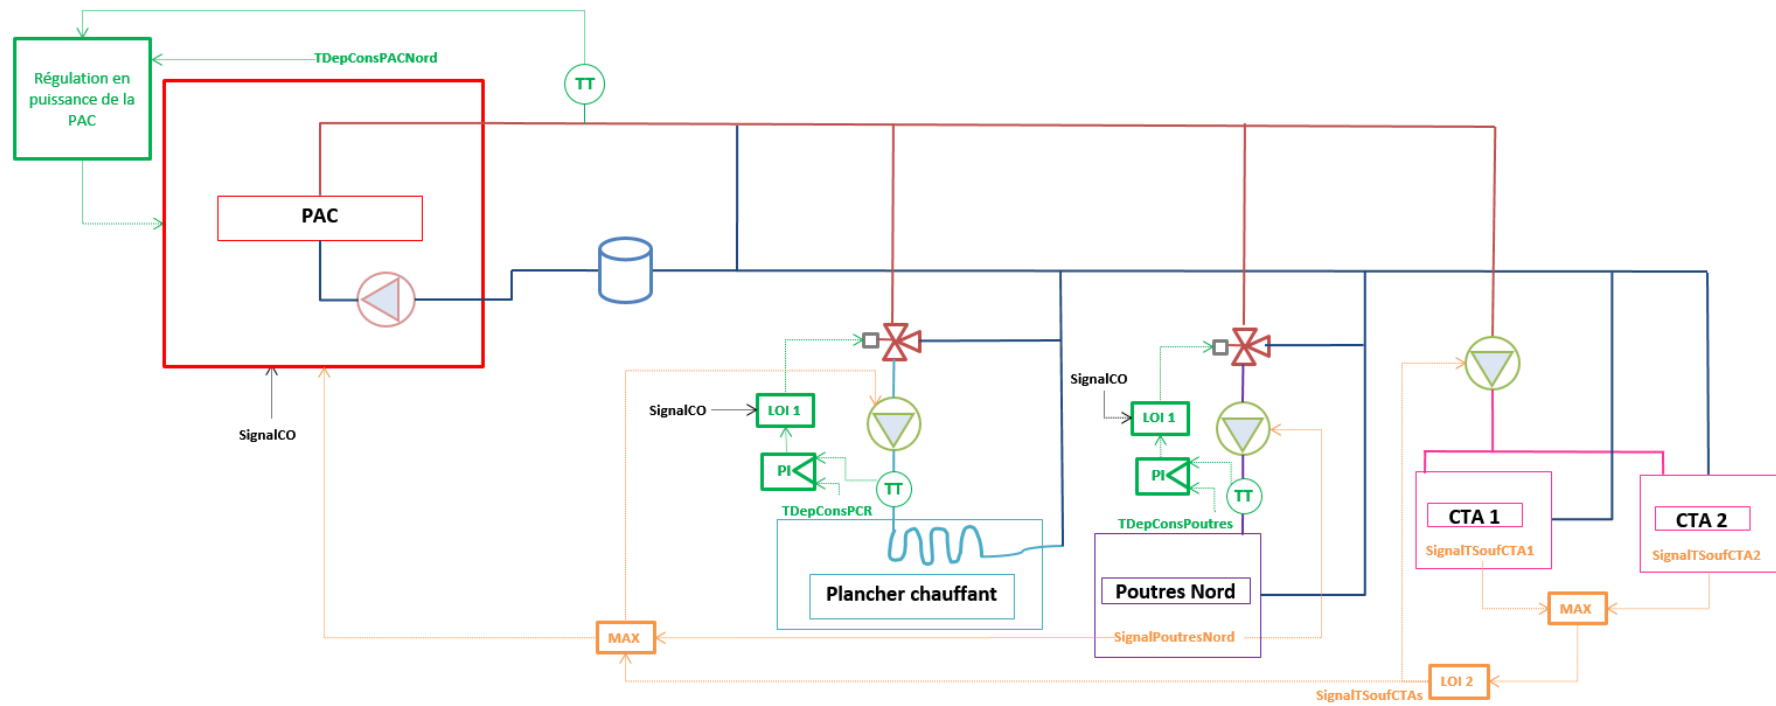 TDepConsPACNord
Régulation en
puissance de la
PAC
TT
PAC
SignalCO
SignalCO
LOI 1
PI
TT
TDepConsPCR
SignalCO
LOI 1
PI
TT
TDepConsPoutres
Plancher chauffant
Poutres Nord
CTA 1
SignalTSoufCTA1
CTA 2
SignalTSoufCTA2
MAX
SignalPoutresNord
MAX
LOI 2
SignalTSoufCTAs